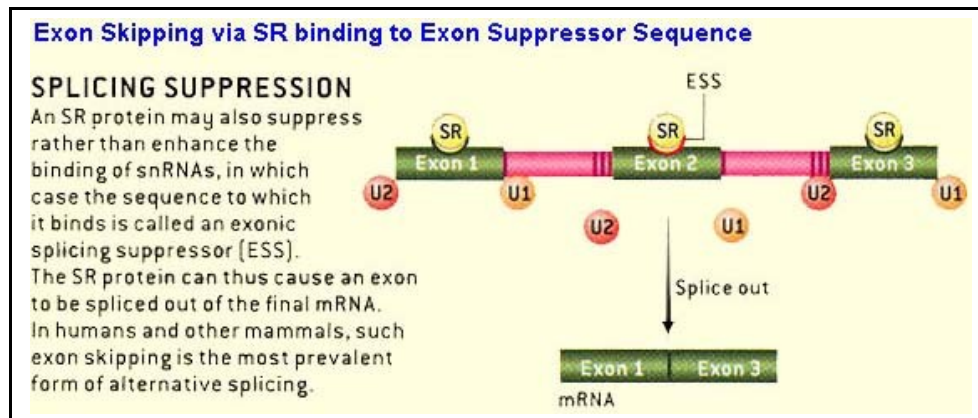 Exon Skipping via SR binding to Exon Suppressor Sequence
SPLICING SUPPRESSION
An SR protein may also suppress
rather than enhance the
binding of snRNAs, in which
case the sequence to which
it binds is called an exonic
splicing suppressor (ESS).
The SR protein can thus cause an exon
to be spliced out of the final mRNA.
In humans and other mammals, such
exon skipping is the most prevalent
form of alternative splicing.
ESS
SR
SR
SR
Exon 1
Exon 2
Exon 3
U2
U1
U2
U1
U2
U1
Splice out
Exon 1
Exon 3
mRNA